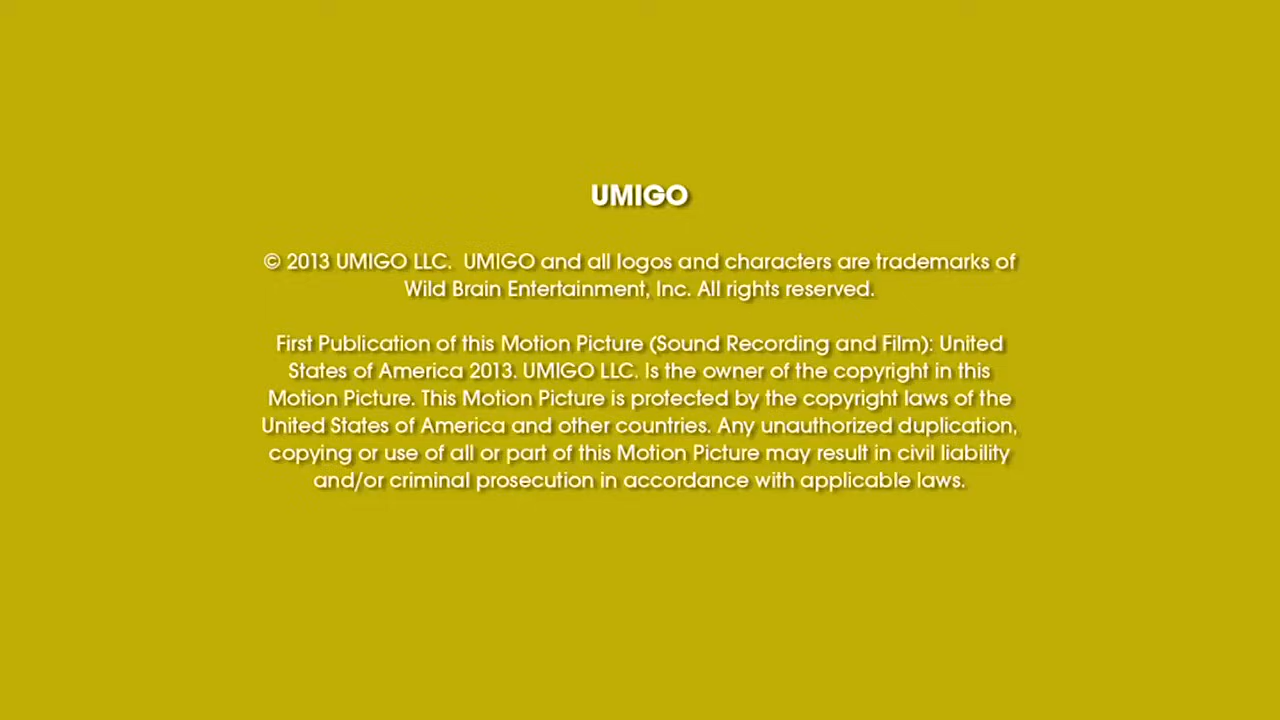 UMIGO
© 2013 UMIGO LLC.  UMIGO and all logos and characters are trademarks of
Wild Brain Entertainment, Inc. All rights reserved.
First Publication of this Motion Picture (Sound Recording and Film): United
States of America 2013. UMIGO LLC. Is the owner of the copyright in this
Motion Picture. This Motion Picture is protected by the copyright laws of the
United States of America and other countries. Any unauthorized duplication,
copying or use of all or part of this Motion Picture may result in civil liability
and/or criminal prosecution in accordance with applicable laws.